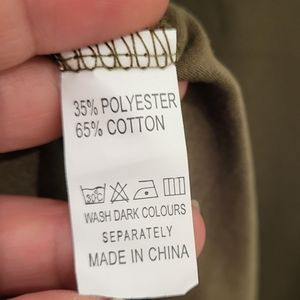 35% POLYESTER
65% COTTON
30°C
WASH DARK COLOURS
SEPARATELY
MADE IN CHINA